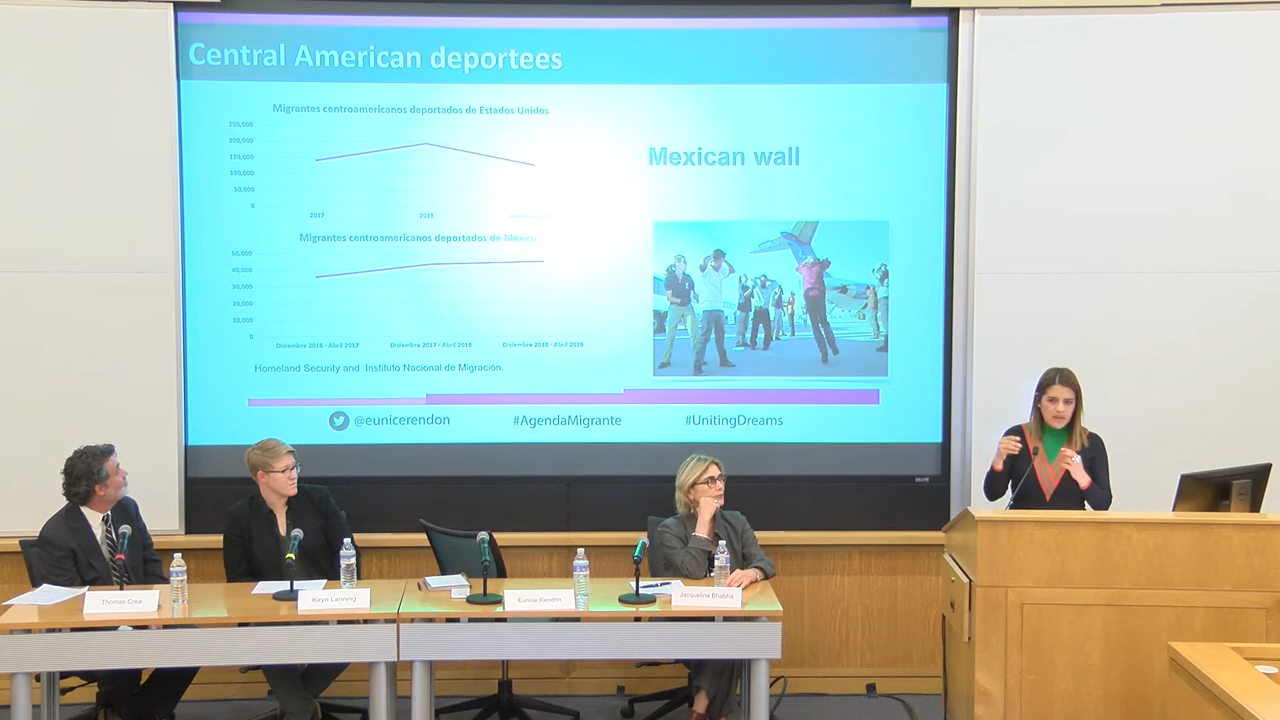 Central American deportees
Migrantes centroamericanos deportados de Estados Unidos
250,000
200,000
150,000
100,000
50,000
0
2017
2018
Mexican wall
Migrantes centroamericanos deportados de México
50,000
40,000
30,000
20,000
10,000
0
Diciembre 2016 - Abril 2017
Diciembre 2017 - Abril 2018
Diciembre 2018 - Abril 2019
Homeland Security and Instituto Nacional de Migración.
@eunicerendon
#AgendaMigrante
#UnitingDreams
Thomas Crea
Kiryn Lanning
Eunice Rendón
Jacqueline Bhabha